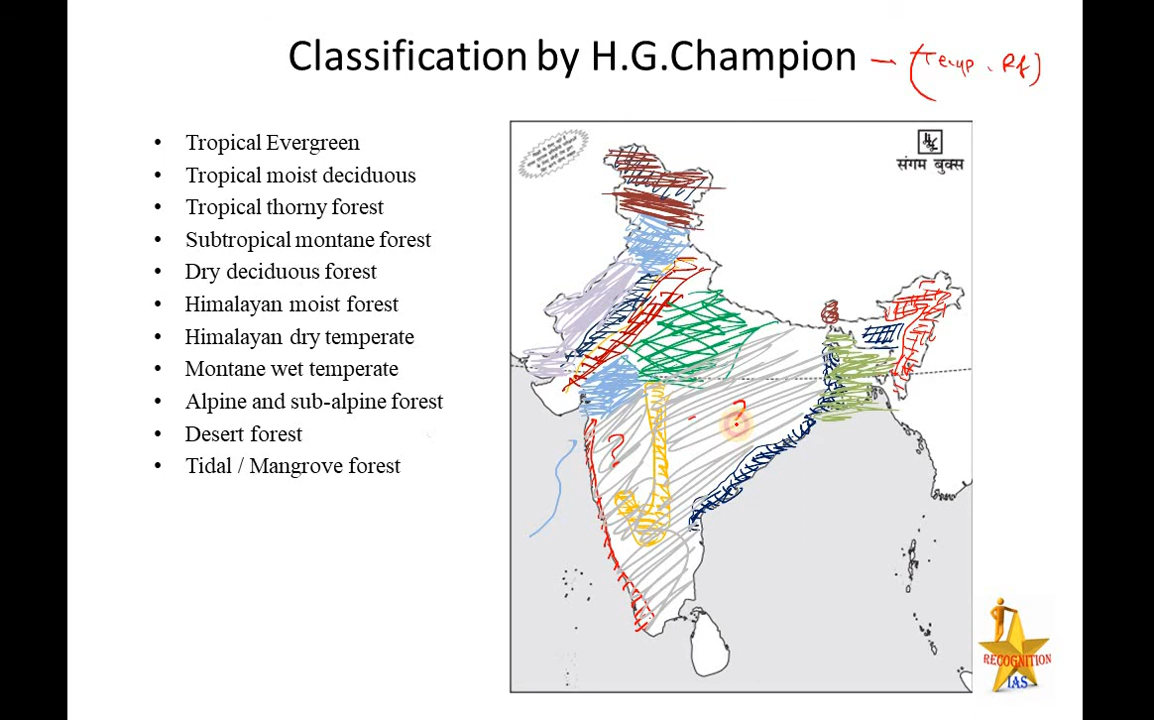 Classification by H.G.Champion – (Temp. Rf)
• Tropical Evergreen
• Tropical moist deciduous
• Tropical thorny forest
• Subtropical montane forest
• Dry deciduous forest
• Himalayan moist forest
• Himalayan dry temperate
• Montane wet temperate
• Alpine and sub-alpine forest
• Desert forest
• Tidal / Mangrove forest
संगम बुक्स
?
?
RECOGNITION
IAS